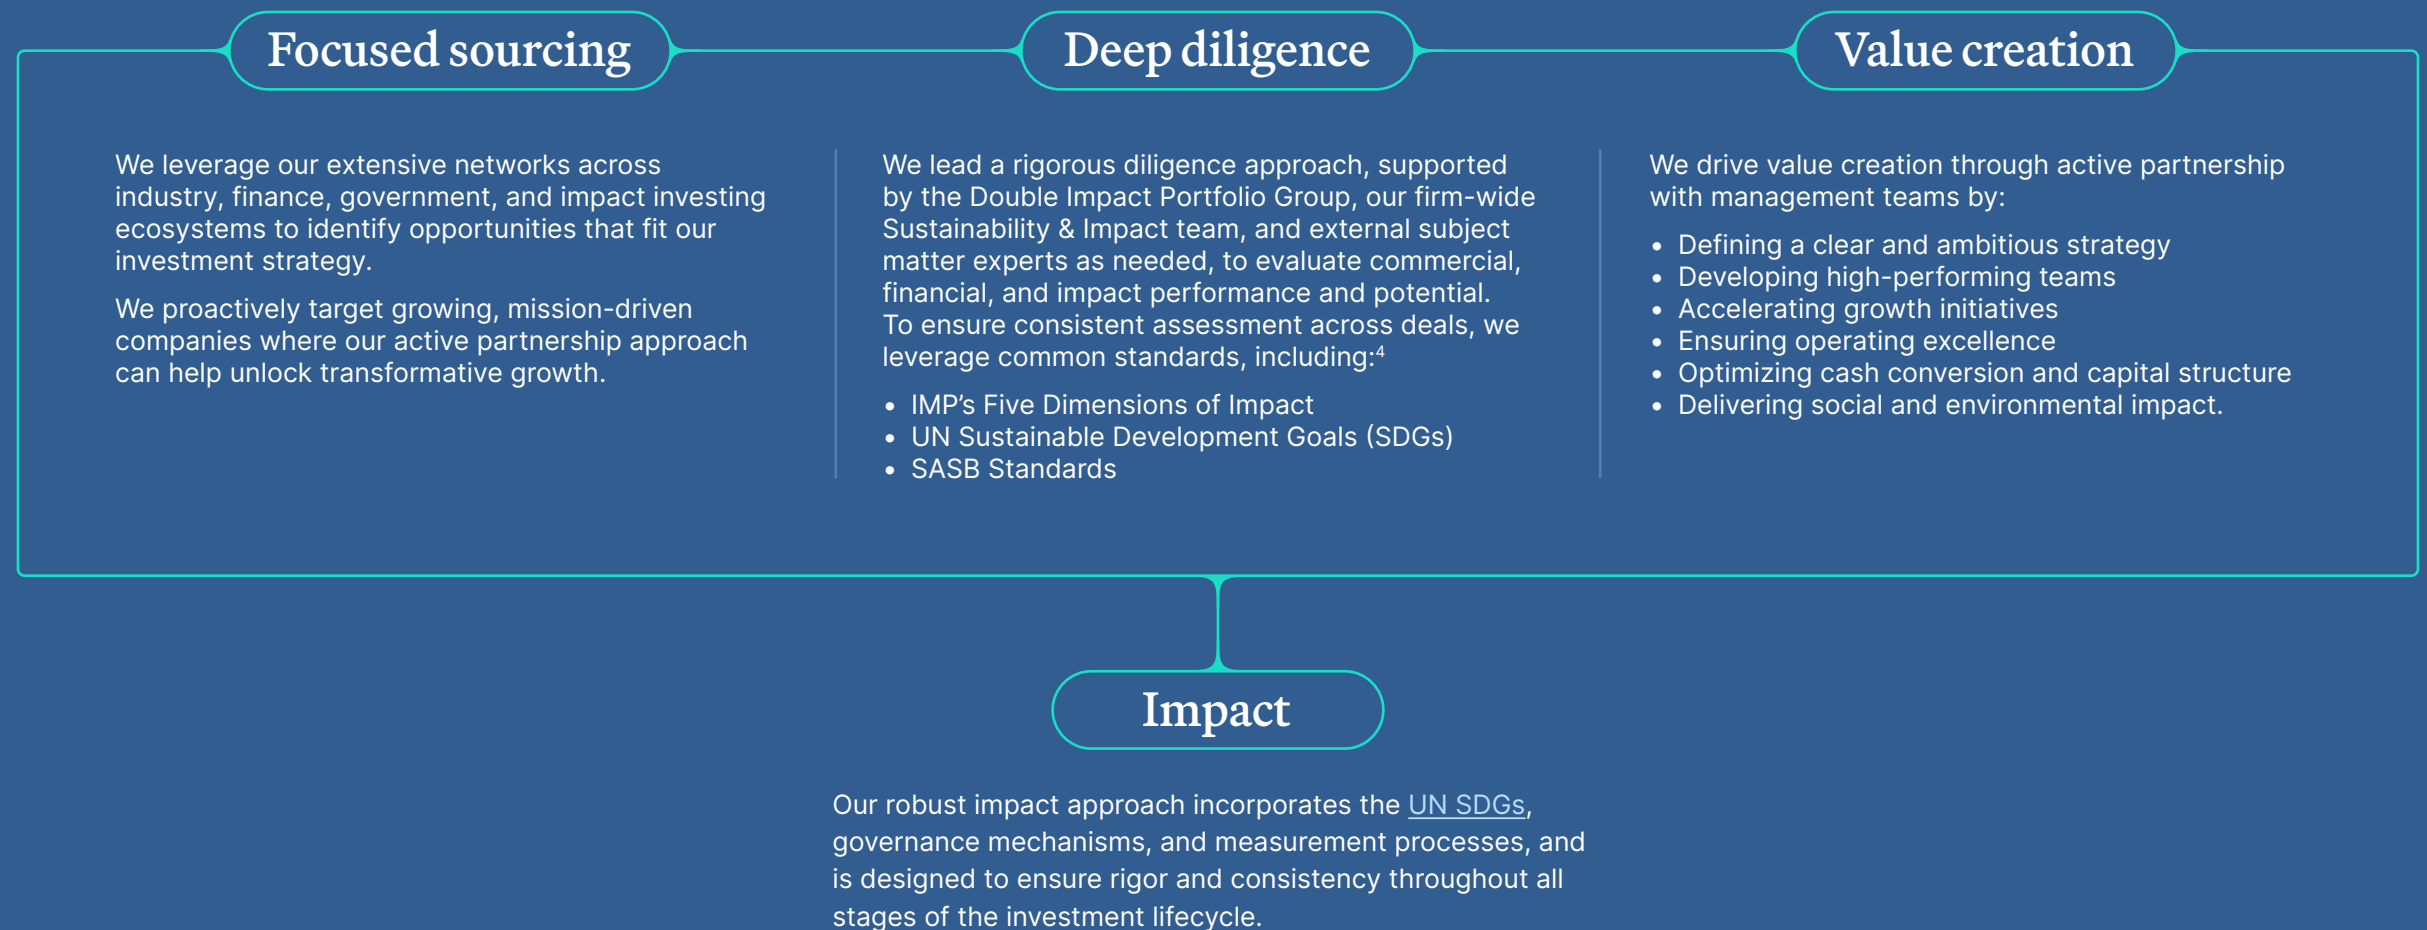 Focused sourcing
We leverage our extensive networks across
industry, finance, government, and impact investing
ecosystems to identify opportunities that fit our
investment strategy.
We proactively target growing, mission-driven
companies where our active partnership approach
can help unlock transformative growth.
Deep diligence
We lead a rigorous diligence approach, supported
by the Double Impact Portfolio Group, our firm-wide
Sustainability & Impact team, and external subject
matter experts as needed, to evaluate commercial,
financial, and impact performance and potential.
To ensure consistent assessment across deals, we
leverage common standards, including:⁴
• IMP’s Five Dimensions of Impact
• UN Sustainable Development Goals (SDGs)
• SASB Standards
Value creation
We drive value creation through active partnership
with management teams by:
• Defining a clear and ambitious strategy
• Developing high-performing teams
• Accelerating growth initiatives
• Ensuring operating excellence
• Optimizing cash conversion and capital structure
• Delivering social and environmental impact.
Impact
Our robust impact approach incorporates the UN SDGs,
governance mechanisms, and measurement processes, and
is designed to ensure rigor and consistency throughout all
stages of the investment lifecycle.